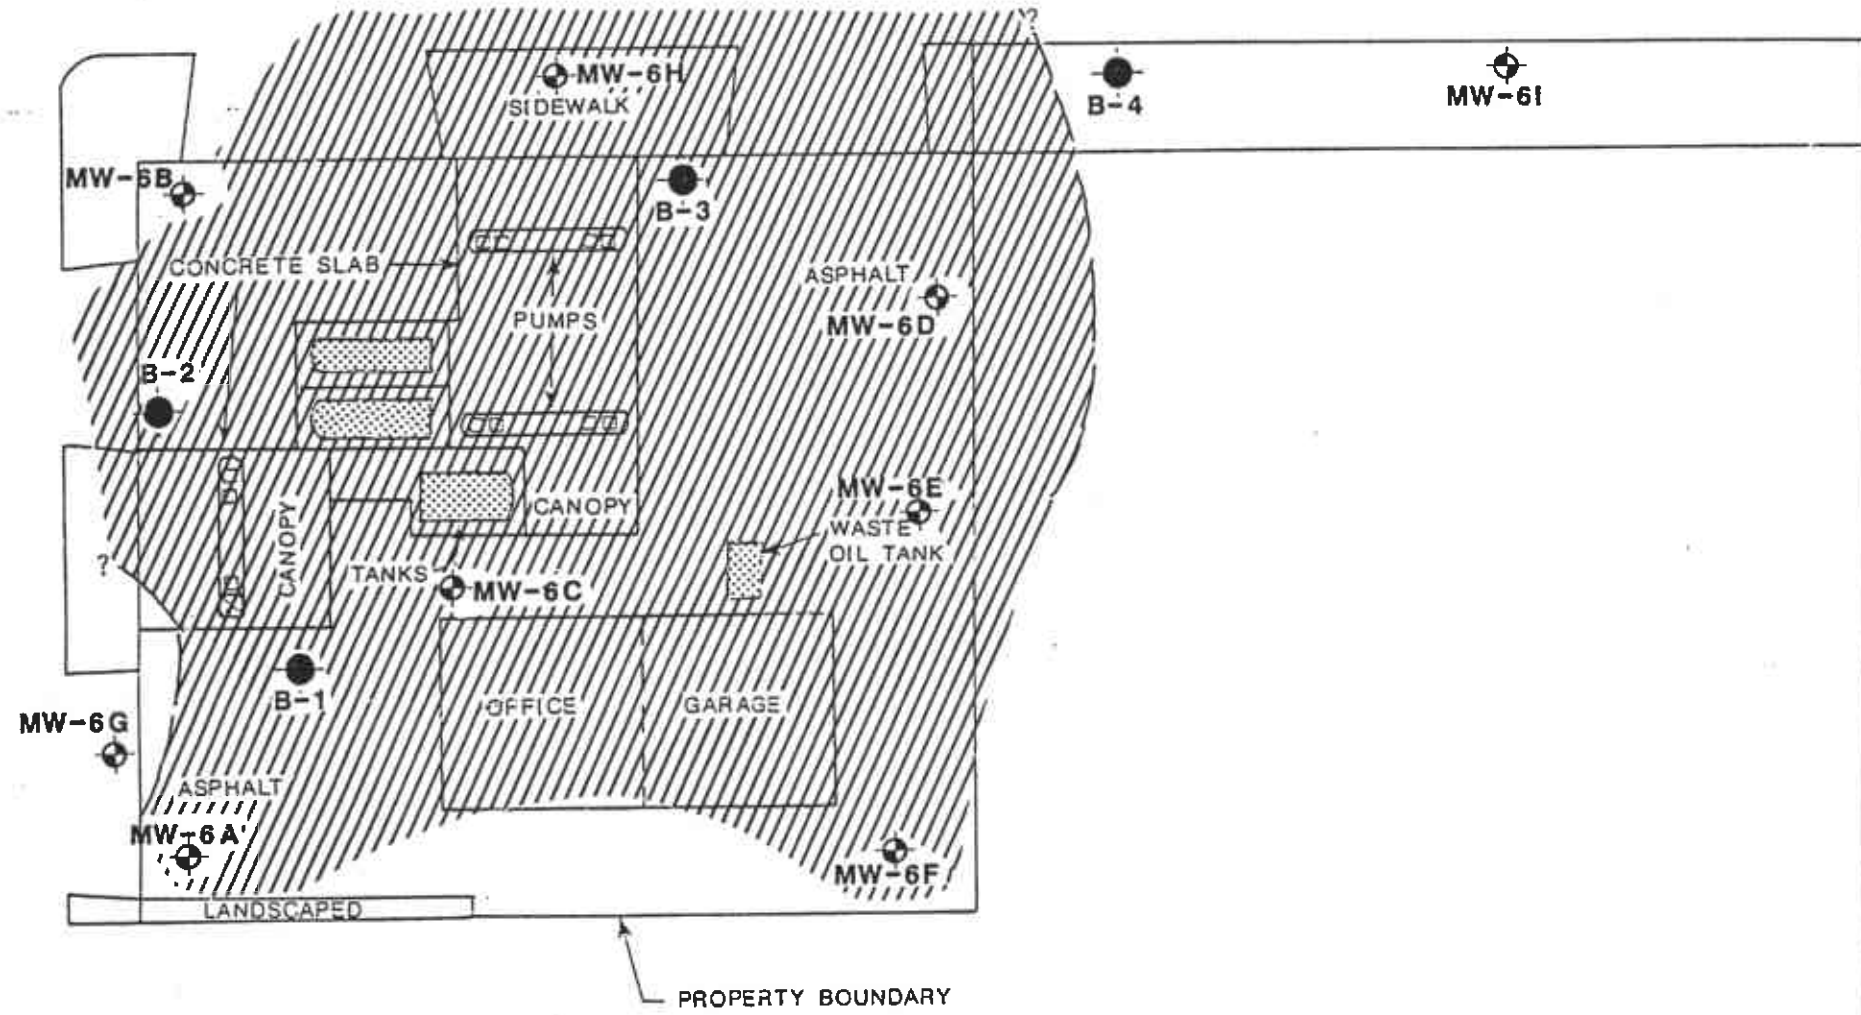 ?
MW-6H
SIDEWALK
B-4
MW-6I
MW-6B
B-3
CONCRETE SLAB
ASPHALT
PUMPS
MW-6D
B-2
MW-6E
CANOPY
CANOPY
WASTE
OIL TANK
?
TANKS
MW-6C
B-1
OFFICE
GARAGE
MW-6G
ASPHALT
MW-6A
MW-6F
LANDSCAPED
PROPERTY BOUNDARY